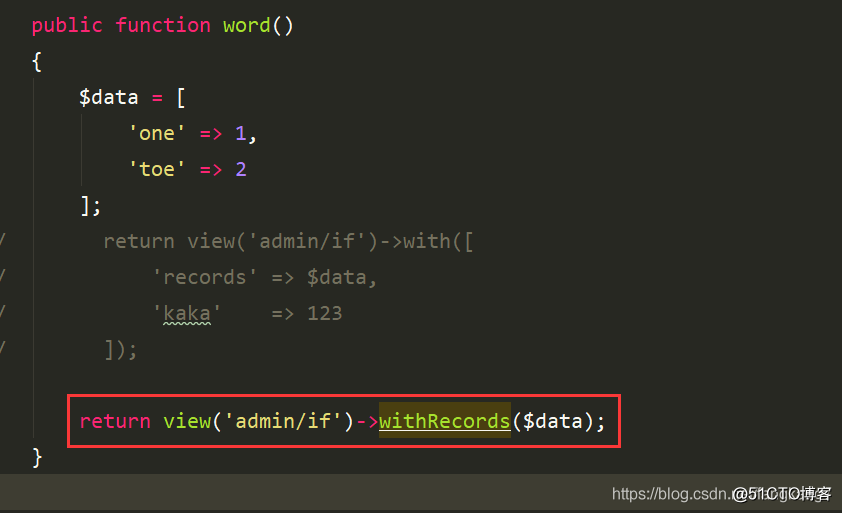 public function word()
{
$data = [
'one' => 1,
'toe' => 2
];
/ return view('admin/if')->with([
/ 'records' => $data,
/ 'kaka' => 123
/ ]);
return view('admin/if')->withRecords($data);
}
https://blog.csdn.
@51CTO博客